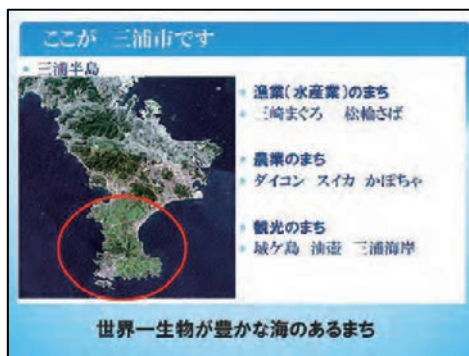 ここが 三浦市です
三浦半島
漁業(水産業)のまち
三崎まぐろ 松輪さば
農業のまち
ダイコン スイカ かぼちゃ
観光のまち
城ケ島 油壺 三浦海岸
世界一生物が豊かな海のあるまち